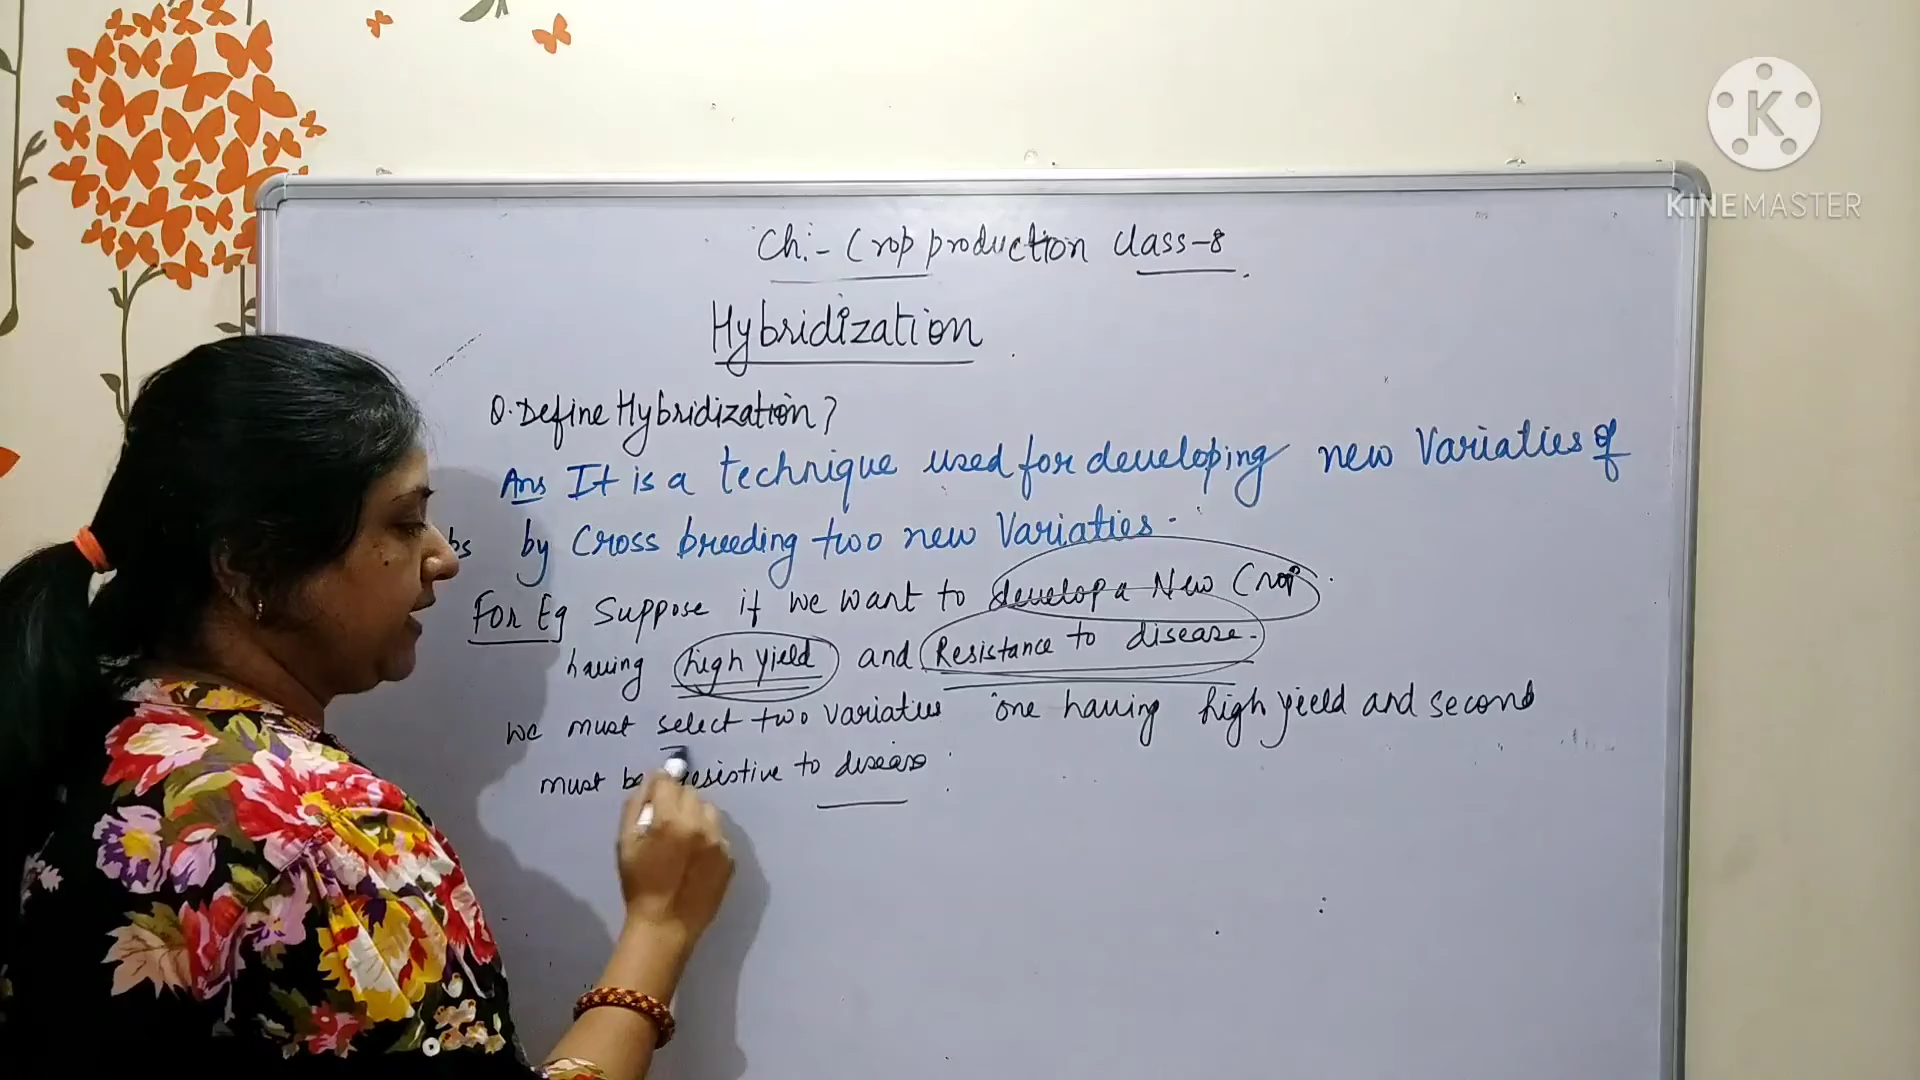 Ch:- Crop production Class-8
Hybridization
Q. Define Hybridization?
Ans It is a technique used for developing new Variaties of
by Cross breeding two new Variaties.
For Eg Suppose if we want to develop a New Crop.
having high yield and Resistance to disease.
we must select two variaties one having high yield and second
must be resistive to disease
K
KINEMASTER